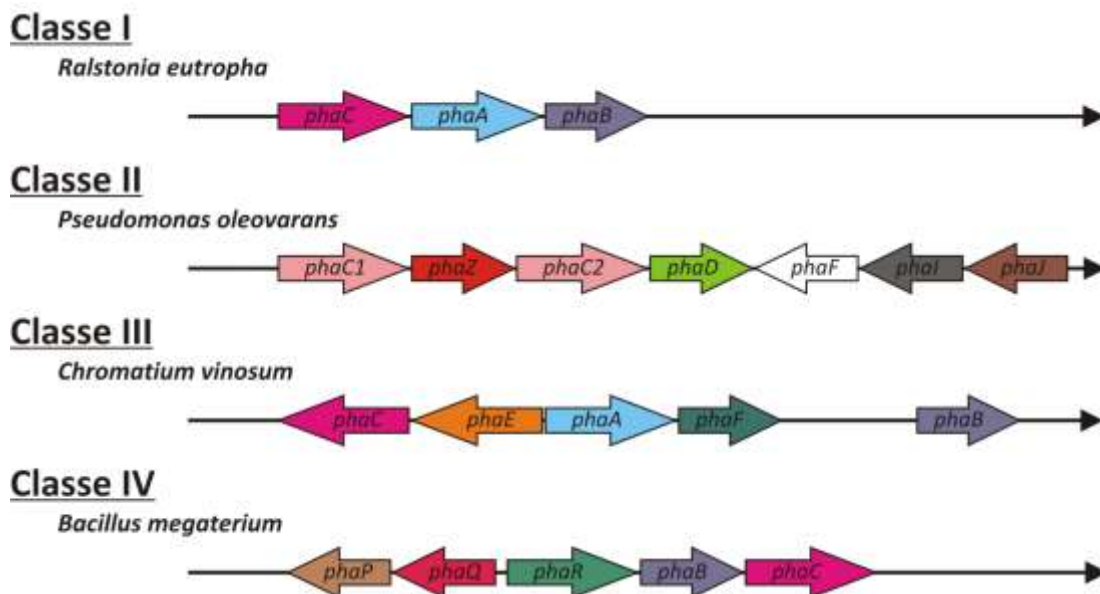 Classe I
Ralstonia eutropha
phaC phaA phaB
Classe II
Pseudomonas oleovarans
phaC1 phaZ phaC2 phaD phaF phaI phaJ
Classe III
Chromatium vinosum
phaC phaE phaA phaF phaB
Classe IV
Bacillus megaterium
phaP phaQ phaR phaB phaC